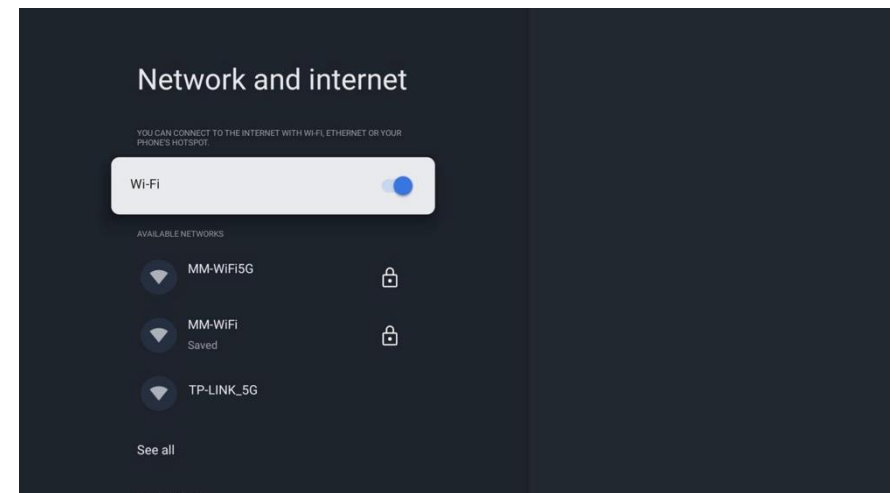 Network and internet
YOU CAN CONNECT TO THE INTERNET WITH WI-FI, ETHERNET OR YOUR
PHONE'S HOTSPOT.
Wi-Fi
AVAILABLE NETWORKS
MM-WiFi5G
MM-WiFi
Saved
TP-LINK_5G
See all